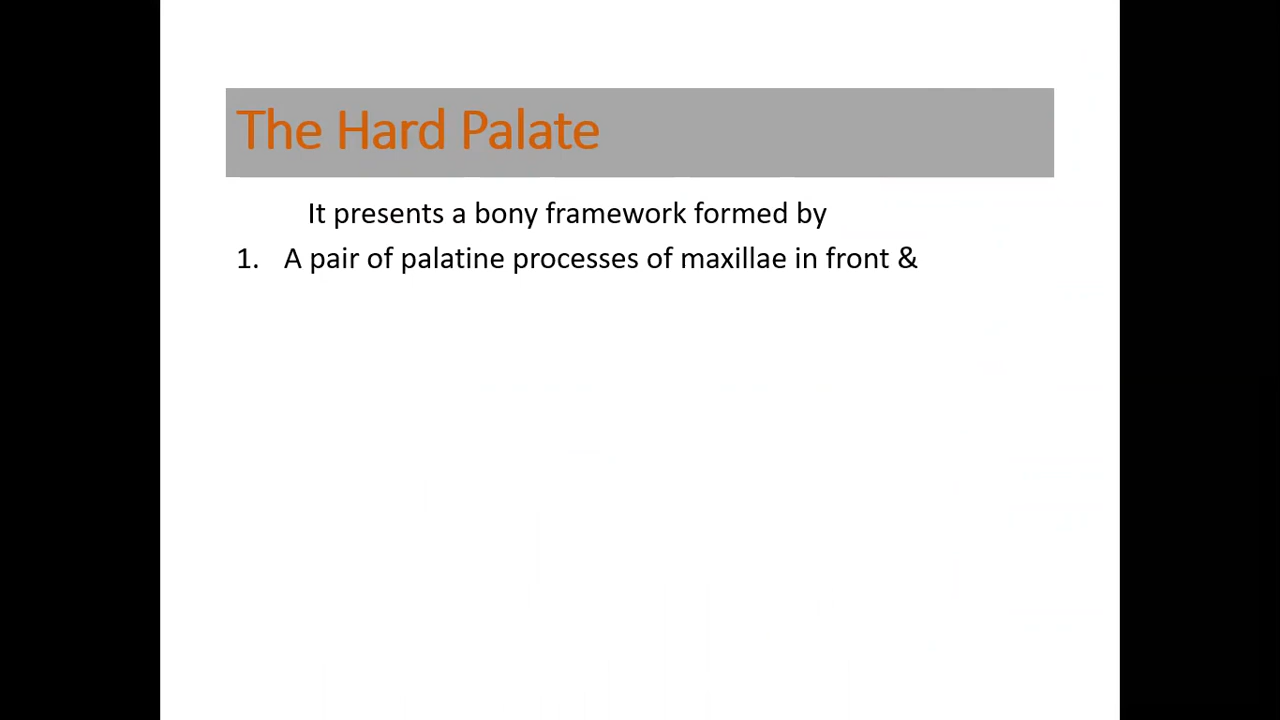 The Hard Palate
It presents a bony framework formed by
1. A pair of palatine processes of maxillae in front &